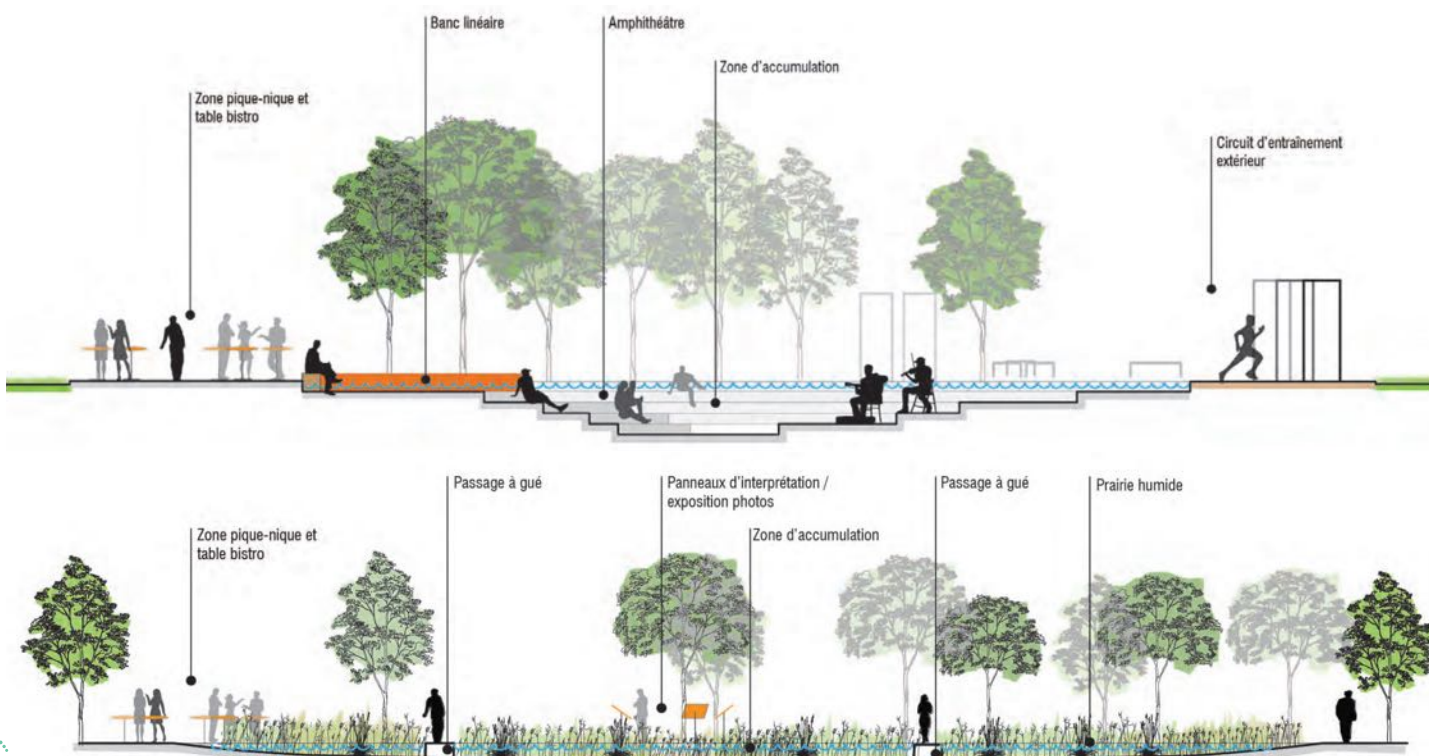 Banc linéaire
Amphithéâtre
Zone d'accumulation
Zone pique-nique et
table bistro
Circuit d'entraînement
extérieur
Passage à gué
Panneaux d'interprétation /
exposition photos
Passage à gué
Prairie humide
Zone pique-nique et
table bistro
Zone d'accumulation